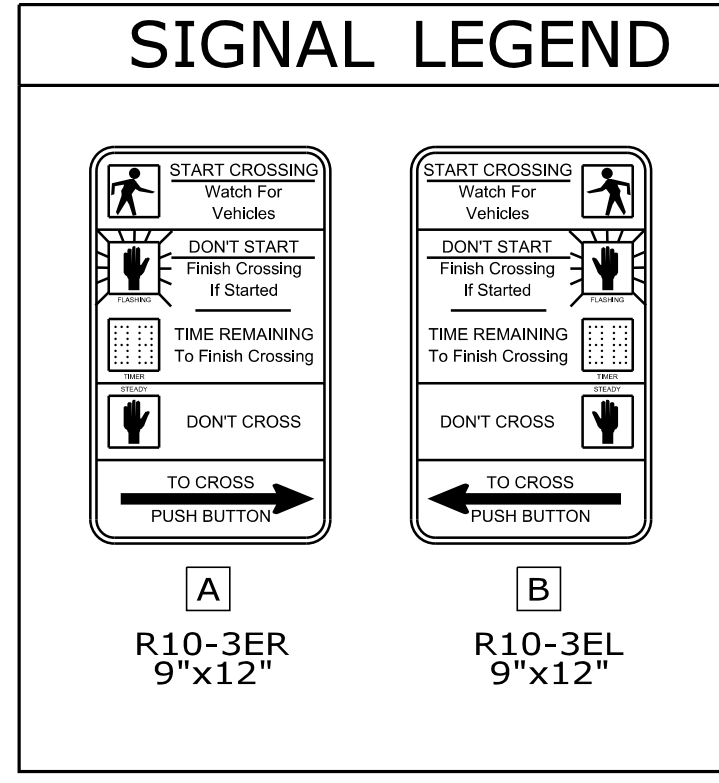 SIGNAL LEGEND
START CROSSING
Watch For
Vehicles
DON'T START
Finish Crossing
If Started
FLASHING
TIME REMAINING
To Finish Crossing
TIMER
STEADY
DON'T CROSS
TO CROSS
PUSH BUTTON
A
R10-3ER
9"x12"
START CROSSING
Watch For
Vehicles
DON'T START
Finish Crossing
If Started
FLASHING
TIME REMAINING
To Finish Crossing
TIMER
STEADY
DON'T CROSS
TO CROSS
PUSH BUTTON
B
R10-3EL
9"x12"